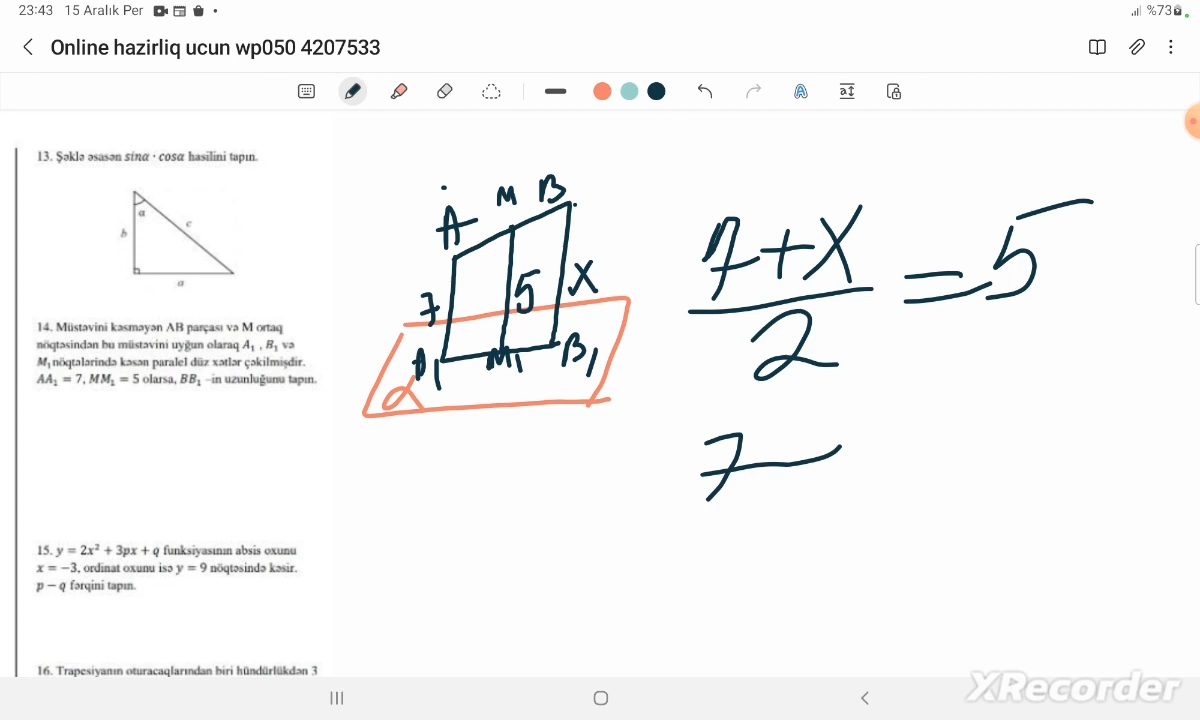 23:43 15 Aralık Per
%73
Online hazirliq ucun wp050 4207533
13. Şəklə əsasən sinα · cosα hasilini tapın.
α
b
c
a
14. Müstəvini kəsməyən AB parçası və M ortaq
nöqtəsindən bu müstəvini uyğun olaraq A₁ , B₁ və
M₁ nöqtələrində kəsən paralel düz xətlər çəkilmişdir.
AA₁ = 7, MM₁ = 5 olarsa, BB₁ –in uzunluğunu tapın.
15. y = 2x² + 3px + q funksiyasının absis oxunu
x = −3, ordinat oxunu isə y = 9 nöqtəsində kəsir.
p − q fərqini tapın.
16. Trapesiyanın oturacaqlarından biri hündürlükdən 3
A M B
7 5 X
A₁ M₁ B₁
α
7+X
2
=5
7
XRecorder